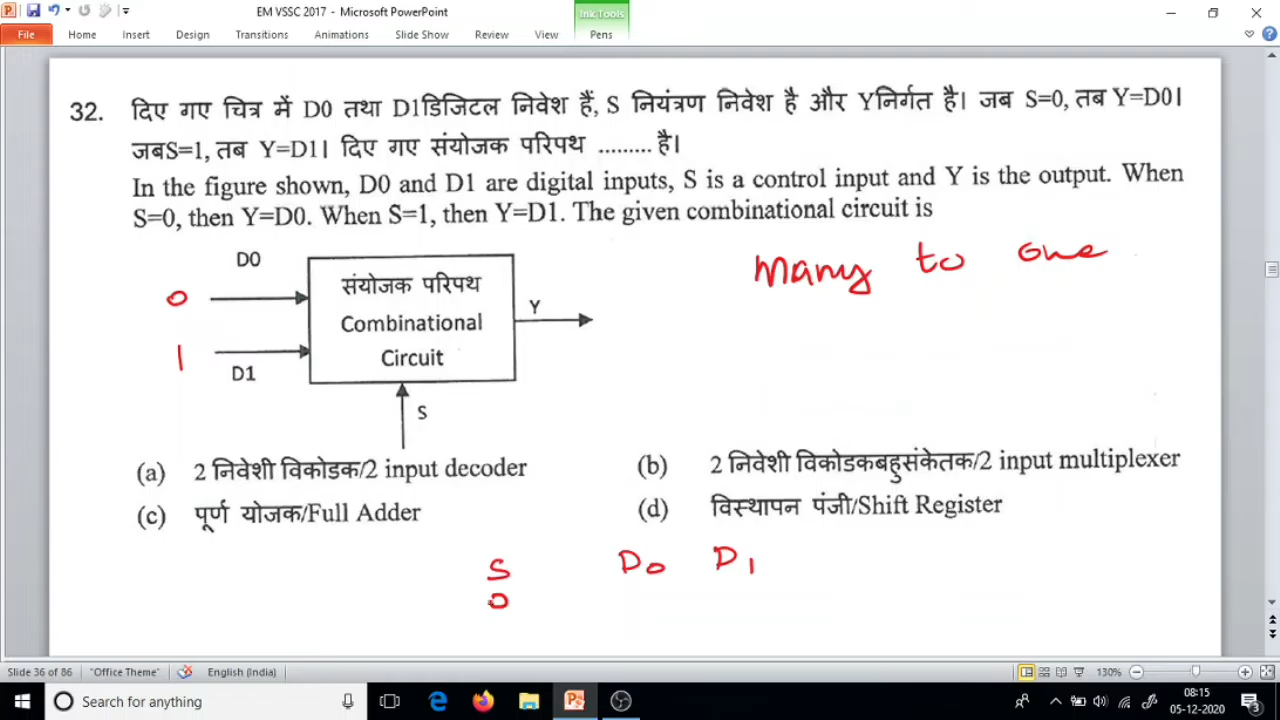 EM VSSC 2017 - Microsoft PowerPoint
Ink Tools
File Home Insert Design Transitions Animations Slide Show Review View Pens
32. दिए गए चित्र में D0 तथा D1डिजिटल निवेश हैं, S नियंत्रण निवेश है और Yनिर्गत है। जब S=0, तब Y=D0।
जबS=1, तब Y=D1। दिए गए संयोजक परिपथ ......... है।
In the figure shown, D0 and D1 are digital inputs, S is a control input and Y is the output. When
S=0, then Y=D0. When S=1, then Y=D1. The given combinational circuit is
Many to one
D0
0
संयोजक परिपथ
Combinational
Circuit
Y
1
D1
S
(a) 2 निवेशी विकोडक/2 input decoder
(b) 2 निवेशी विकोडकबहुसंकेतक/2 input multiplexer
(c) पूर्ण योजक/Full Adder
(d) विस्थापन पंजी/Shift Register
S D0 D1
0
Slide 36 of 86 "Office Theme" English (India) 130%
Search for anything
08:15
05-12-2020
3